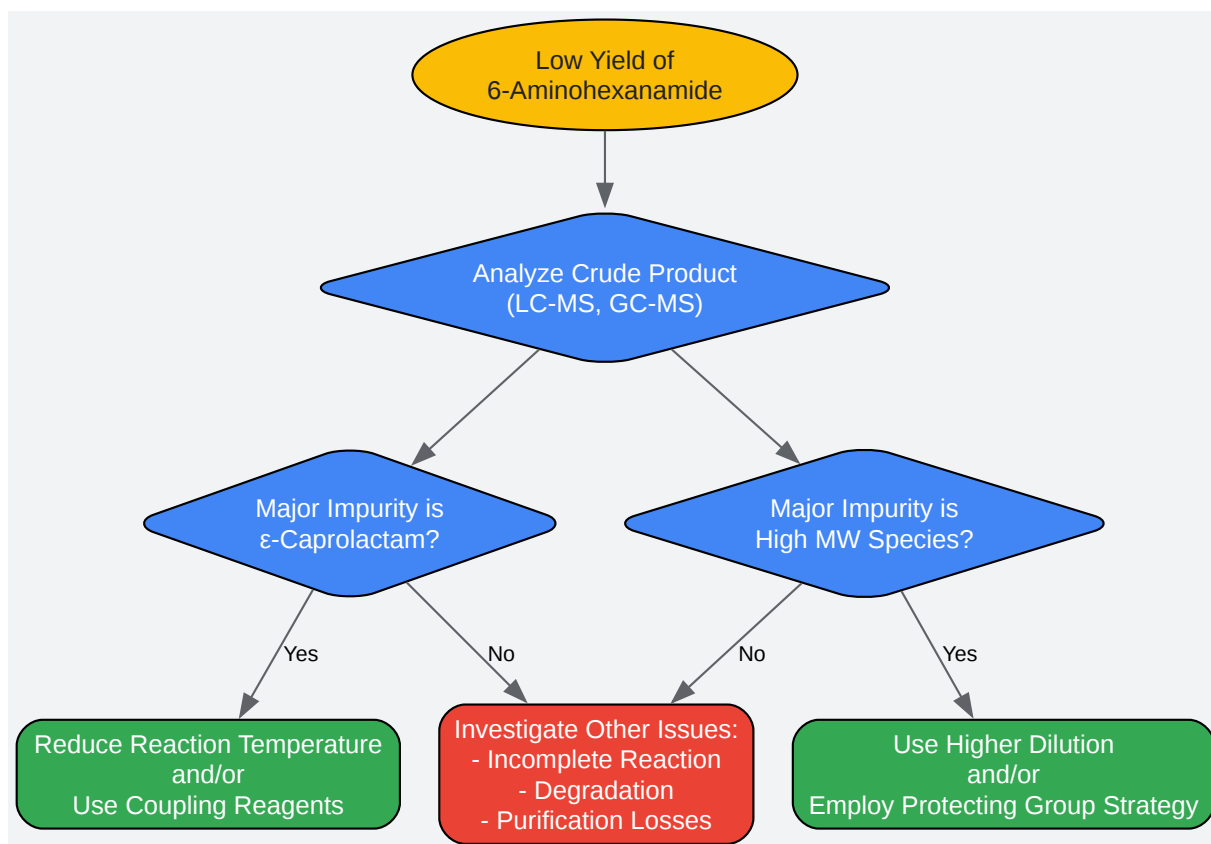 Low Yield of
6-Aminohexanamide
Analyze Crude Product
(LC-MS, GC-MS)
Major Impurity is
ε-Caprolactam?
Major Impurity is
High MW Species?
Yes
No
No
Yes
Reduce Reaction Temperature
and/or
Use Coupling Reagents
Investigate Other Issues:
- Incomplete Reaction
- Degradation
- Purification Losses
Use Higher Dilution
and/or
Employ Protecting Group Strategy